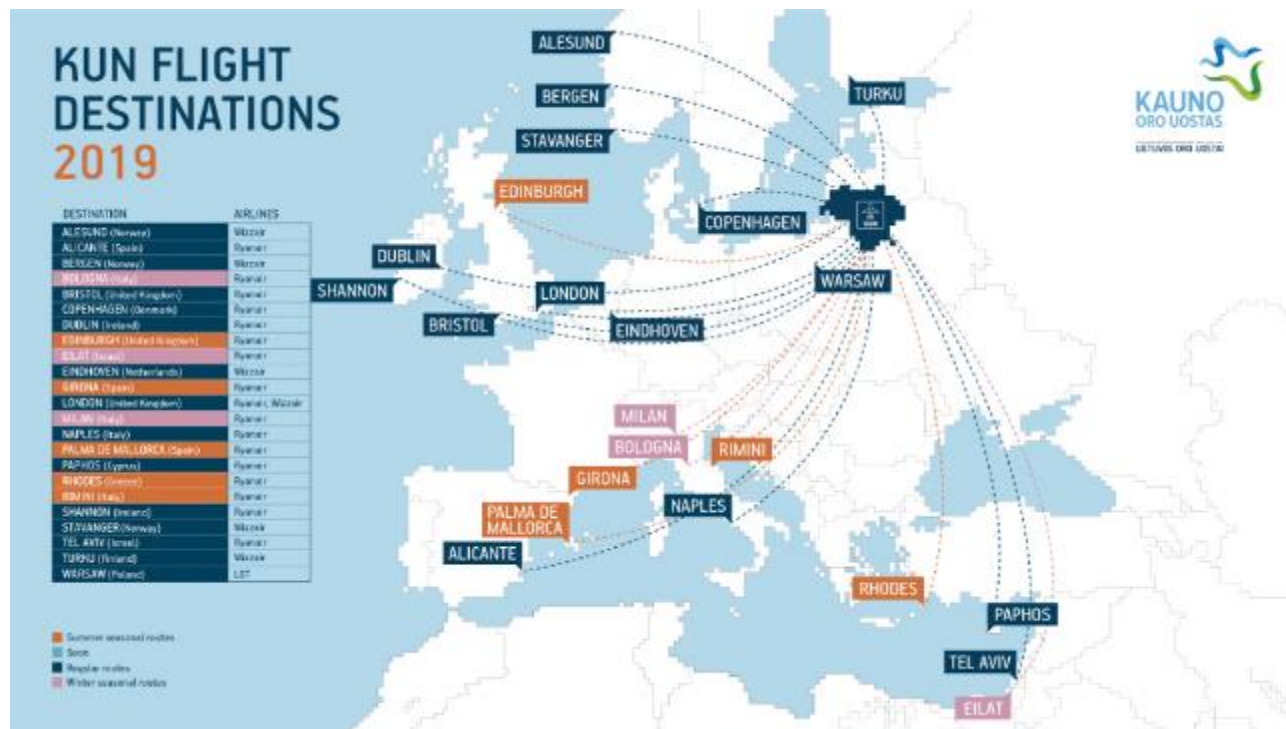 KUN FLIGHT
DESTINATIONS
2019
DESTINATION AIRLINES
ALESUND (Norway) Wizzair
ALICANTE (Spain) Ryanair
BERGEN (Norway) Wizzair
BOLOGNA (Italy) Ryanair
BRISTOL (United Kingdom) Ryanair
COPENHAGEN (Denmark) Ryanair
DUBLIN (Ireland) Ryanair
EDINBURGH (United Kingdom) Ryanair
EILAT (Israel) Ryanair
EINDHOVEN (Netherlands) Wizzair
GIRONA (Spain) Ryanair
LONDON (United Kingdom) Ryanair, Wizzair
MILAN (Italy) Ryanair
NAPLES (Italy) Ryanair
PALMA DE MALLORCA (Spain) Ryanair
PAPHOS (Cyprus) Ryanair
RHODES (Greece) Ryanair
RIMINI (Italy) Ryanair
SHANNON (Ireland) Ryanair
STAVANGER (Norway) Wizzair
TEL AVIV (Israel) Ryanair
TURKU (Finland) Wizzair
WARSAW (Poland) LOT
Summer seasonal routes
Soon
Regular routes
Winter seasonal routes
ALESUND
BERGEN
TURKU
STAVANGER
EDINBURGH
COPENHAGEN
DUBLIN
SHANNON
LONDON
WARSAW
BRISTOL
EINDHOVEN
MILAN
BOLOGNA
RIMINI
GIRONA
PALMA DE
MALLORCA
NAPLES
ALICANTE
RHODES
PAPHOS
TEL AVIV
EILAT
KAUNO
ORO UOSTAS
LIETUVOS ORO UOSTAI